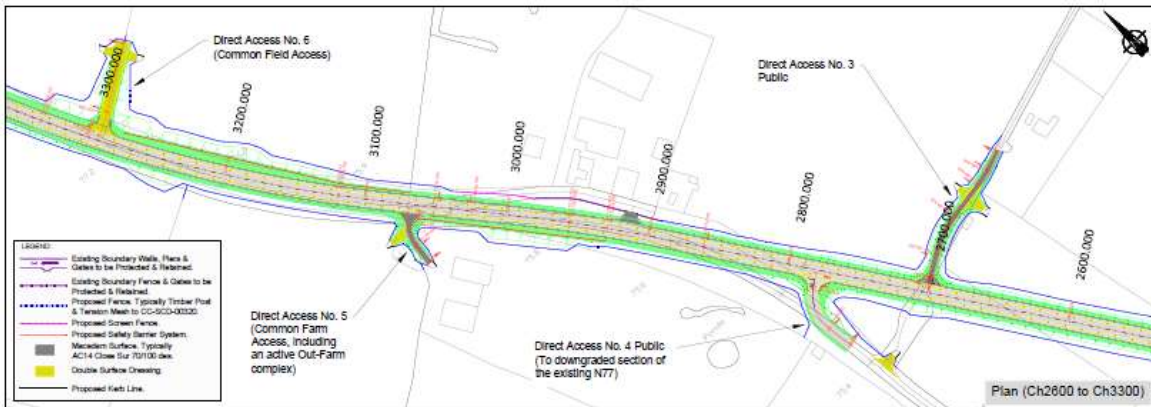 Direct Access No. 6
(Common Field Access)
Direct Access No. 3
Public
3300.000
3200.000
3100.000
3000.000
2900.000
2800.000
2700.000
2600.000
LEGEND:
Existing Boundary Walls, Piers &
Gates to be Protected & Retained.
Existing Boundary Fence & Gates to be
Protected & Retained.
Proposed Fence. Typically Timber Post
& Tension Mesh to CC-SCD-00320.
Proposed Screen Fence.
Proposed Safety Barrier System.
Macadam Surface. Typically
AC14 Close Sur 70/100 des.
Double Surface Dressing.
Proposed Kerb Line.
Direct Access No. 5
(Common Farm
Access, including
an active Out-Farm
complex)
Direct Access No. 4 Public
(To downgraded section of
the existing N77)
Plan (Ch2600 to Ch3300)